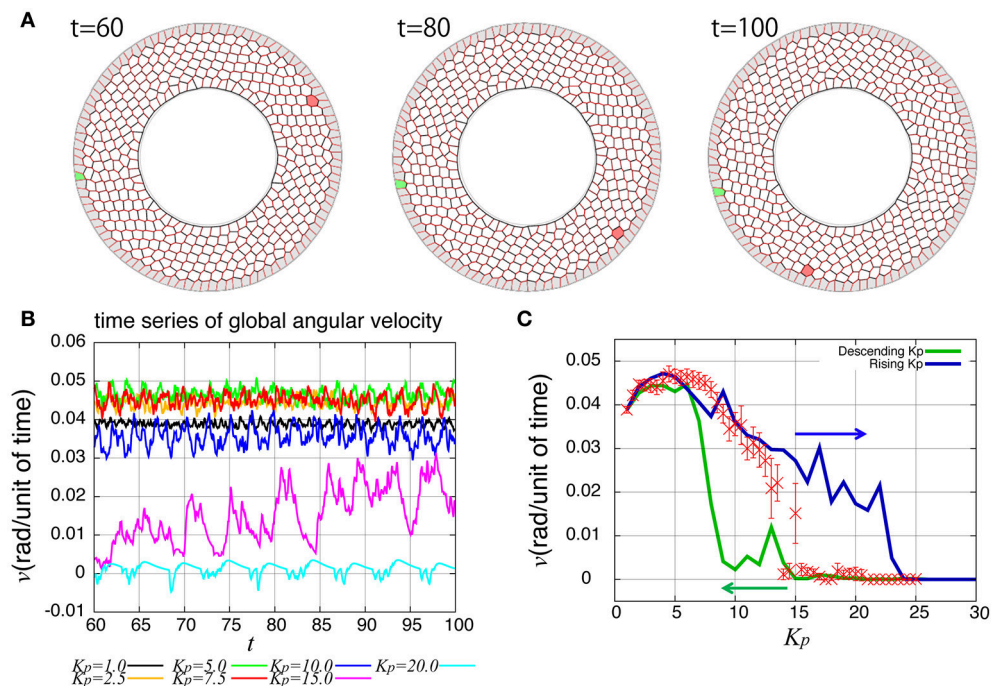 A
t=60
t=80
t=100
B
time series of global angular velocity
0.06
0.05
0.04
0.03
0.02
0.01
0
-0.01
v(rad/unit of time)
60 65 70 75 80 85 90 95 100
t
Kp=1.0 Kp=5.0 Kp=10.0 Kp=20.0
Kp=2.5 Kp=7.5 Kp=15.0
C
Descending Kp
Rising Kp
0.05
0.04
0.03
0.02
0.01
0
v(rad/unit of time)
0 5 10 15 20 25 30
Kp